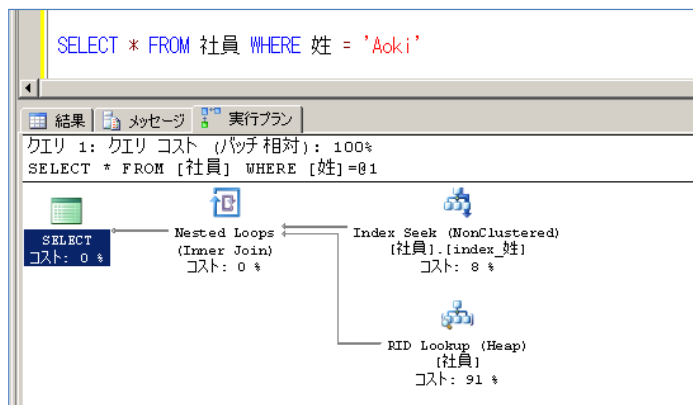 SELECT * FROM 社員 WHERE 姓 = 'Aoki'
結果 メッセージ 実行プラン
クエリ 1: クエリ コスト (バッチ相対): 100%
SELECT * FROM [社員] WHERE [姓]=@1
SELECT
コスト: 0 %
Nested Loops
(Inner Join)
コスト: 0 %
Index Seek (NonClustered)
[社員].[index_姓]
コスト: 8 %
RID Lookup (Heap)
[社員]
コスト: 91 %